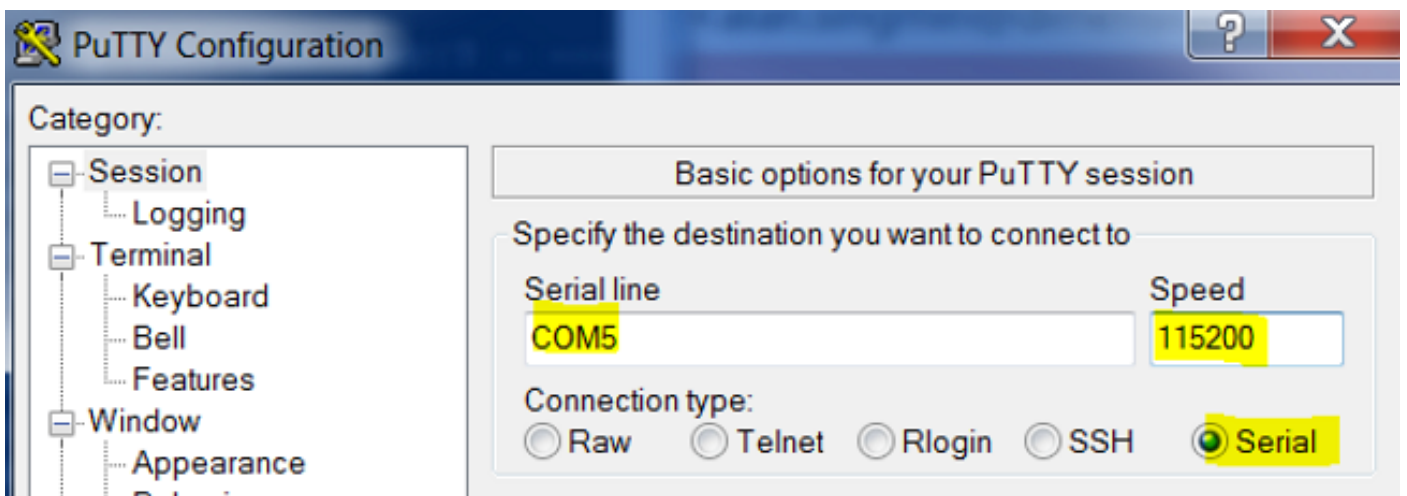 PuTTY Configuration
Category:
Session
Logging
Terminal
Keyboard
Bell
Features
Window
Appearance
Basic options for your PuTTY session
Specify the destination you want to connect to
Serial line Speed
COM5 115200
Connection type:
Raw Telnet Rlogin SSH Serial